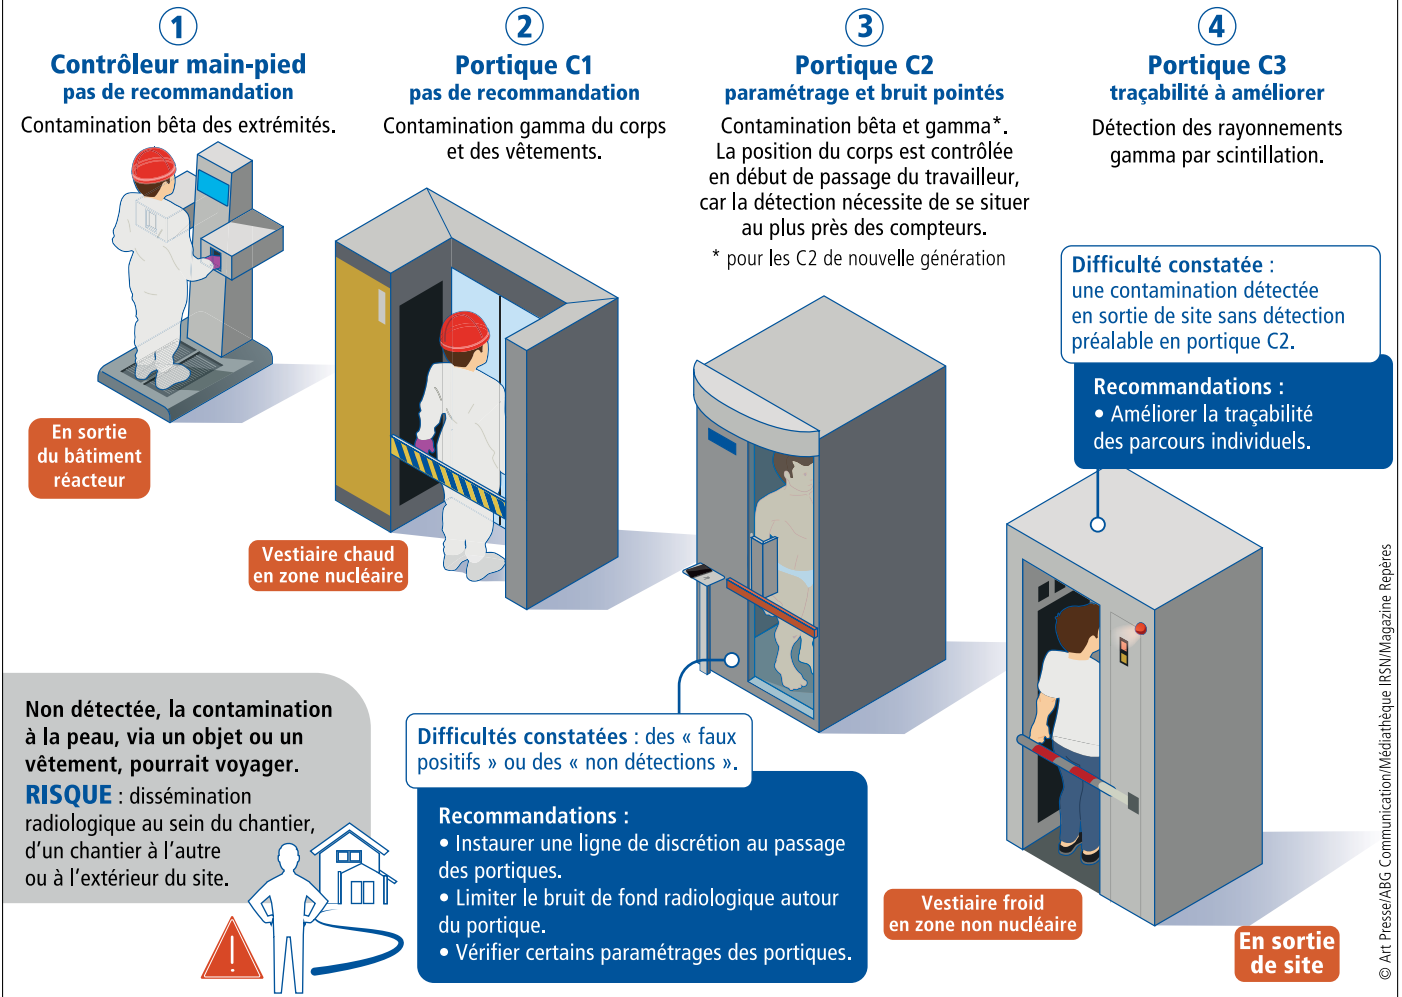 1
Contrôleur main-pied
pas de recommandation
Contamination bêta des extrémités.
En sortie
du bâtiment
réacteur
2
Portique C1
pas de recommandation
Contamination gamma du corps
et des vêtements.
Vestiaire chaud
en zone nucléaire
3
Portique C2
paramétrage et bruit pointés
Contamination bêta et gamma*.
La position du corps est contrôlée
en début de passage du travailleur,
car la détection nécessite de se situer
au plus près des compteurs.
* pour les C2 de nouvelle génération
Difficultés constatées : des « faux
positifs » ou des « non détections ».
Recommandations :
• Instaurer une ligne de discrétion au passage
des portiques.
• Limiter le bruit de fond radiologique autour
du portique.
• Vérifier certains paramétrages des portiques.
Vestiaire froid
en zone non nucléaire
4
Portique C3
traçabilité à améliorer
Détection des rayonnements
gamma par scintillation.
Difficulté constatée :
une contamination détectée
en sortie de site sans détection
préalable en portique C2.
Recommandations :
• Améliorer la traçabilité
des parcours individuels.
En sortie
de site
Non détectée, la contamination
à la peau, via un objet ou un
vêtement, pourrait voyager.
RISQUE : dissémination
radiologique au sein du chantier,
d'un chantier à l'autre
ou à l'extérieur du site.
© Art Presse/ABG Communication/Médiathèque IRSN/Magazine Repères